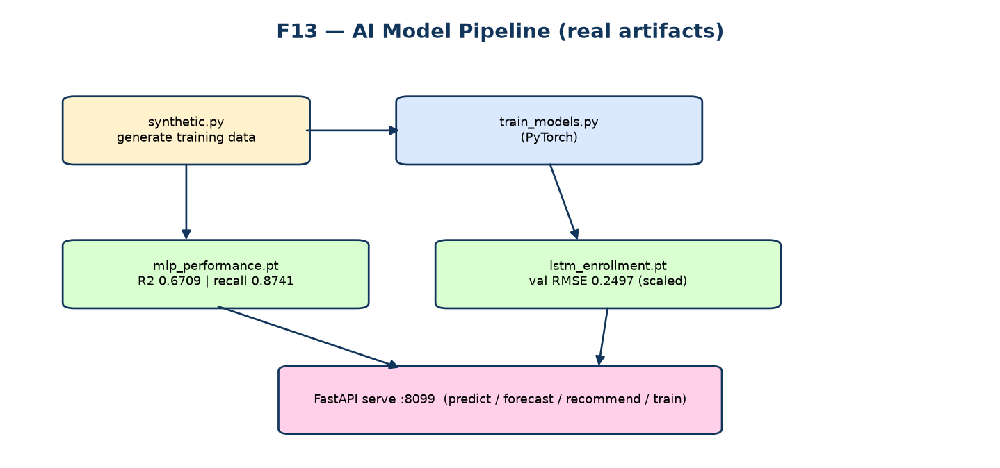 F13 — AI Model Pipeline (real artifacts)
synthetic.py
generate training data
train_models.py
(PyTorch)
mlp_performance.pt
R2 0.6709 | recall 0.8741
lstm_enrollment.pt
val RMSE 0.2497 (scaled)
FastAPI serve :8099  (predict / forecast / recommend / train)